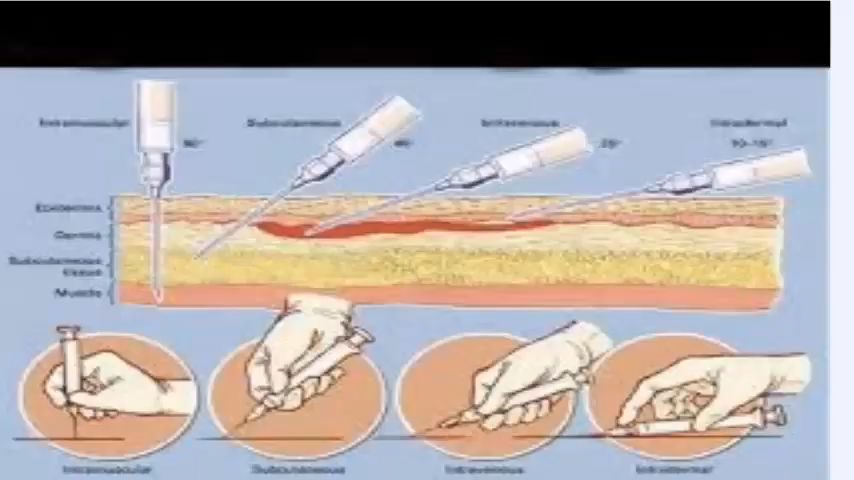 Intramuscular
Subcutaneous
Intravenous
Intradermal
90°
45°
25°
10-15°
Epidermis
Dermis
Subcutaneous
tissue
Muscle
Intramuscular
Subcutaneous
Intravenous
Intradermal